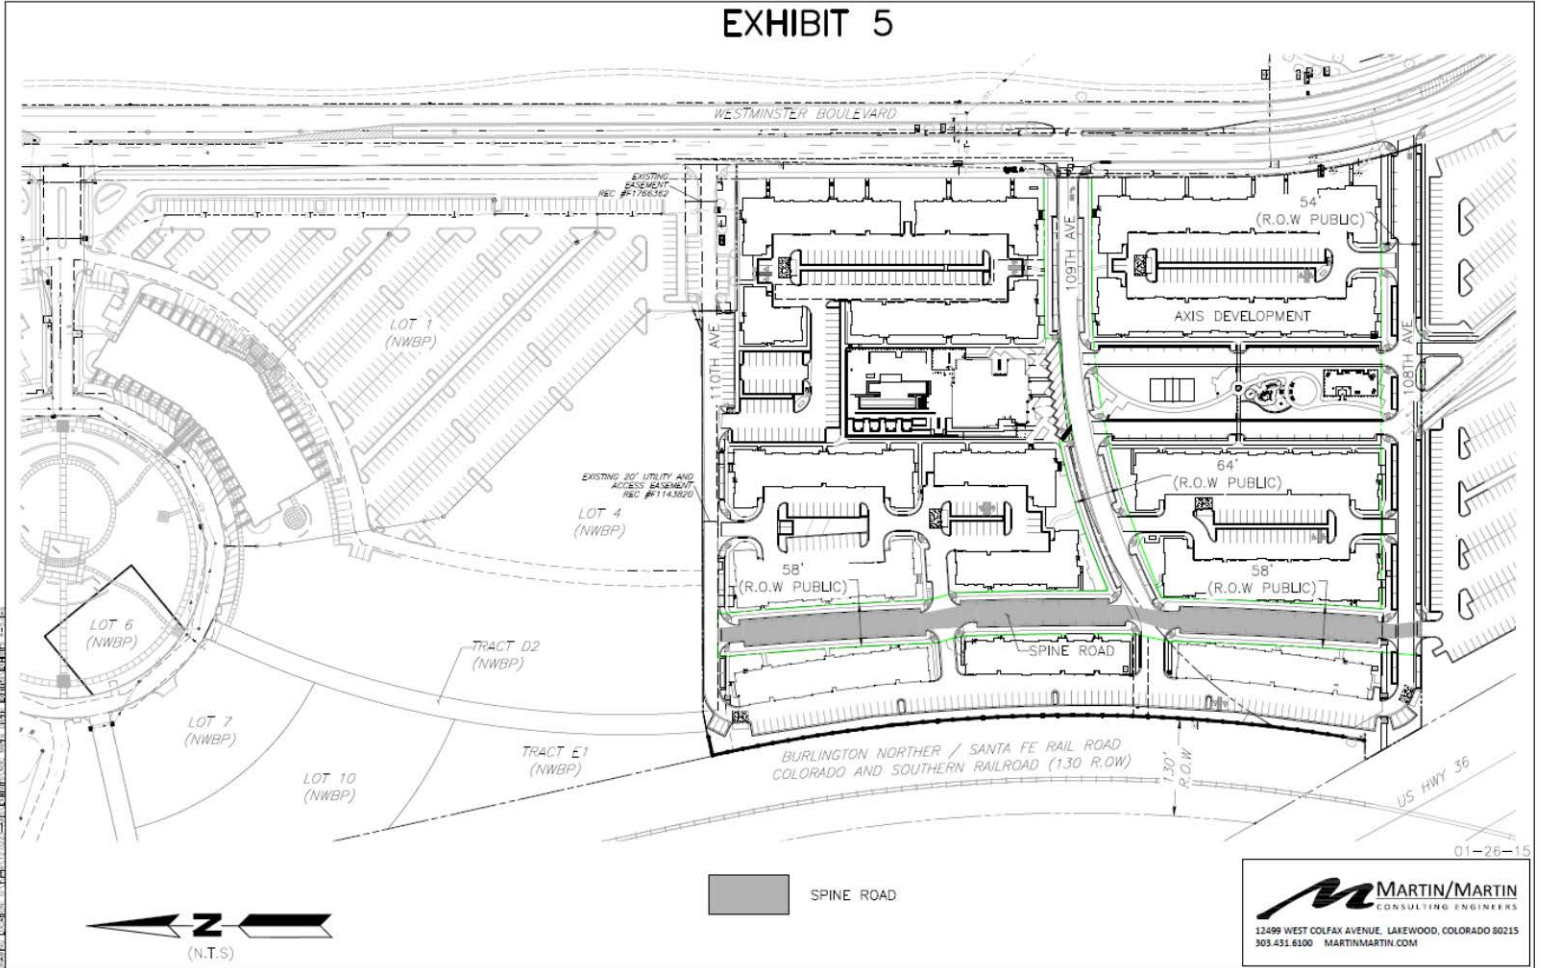 EXHIBIT 5
WESTMINSTER BOULEVARD
EXISTING
EASEMENT
REC #F1766362
54'
(R.O.W PUBLIC)
109TH AVE
AXIS DEVELOPMENT
LOT 1
(NWBP)
110TH AVE
108TH AVE
EXISTING 20' UTILITY AND
ACCESS EASEMENT
REC #F1143820
64'
(R.O.W PUBLIC)
LOT 4
(NWBP)
58'
(R.O.W PUBLIC)
58'
(R.O.W PUBLIC)
LOT 6
(NWBP)
TRACT D2
(NWBP)
SPINE ROAD
LOT 7
(NWBP)
TRACT E1
(NWBP)
LOT 10
(NWBP)
BURLINGTON NORTHER / SANTA FE RAIL ROAD
COLORADO AND SOUTHERN RAILROAD (130 R.OW)
130'
R.O.W
US HWY 36
01-26-15
SPINE ROAD
N
(N.T.S)
MARTIN/MARTIN
CONSULTING ENGINEERS
12499 WEST COLFAX AVENUE, LAKEWOOD, COLORADO 80215
303.431.6100 MARTINMARTIN.COM